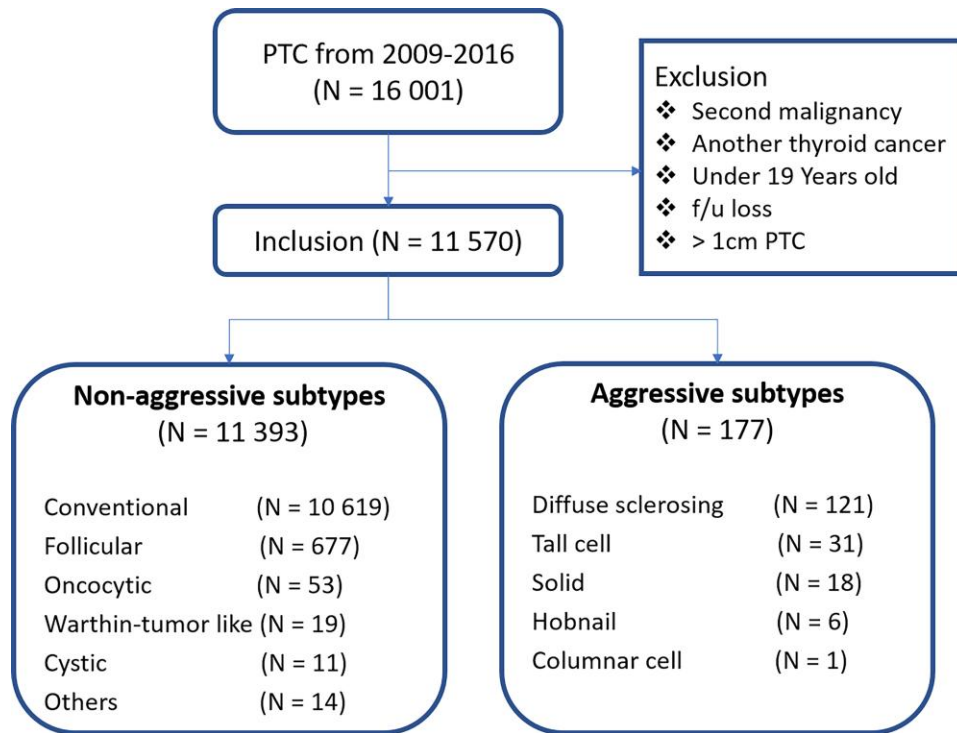 PTC from 2009-2016
(N = 16 001)
Exclusion
❖ Second malignancy
❖ Another thyroid cancer
❖ Under 19 Years old
❖ f/u loss
❖ > 1cm PTC
Inclusion (N = 11 570)
Non-aggressive subtypes
(N = 11 393)
Conventional (N = 10 619)
Follicular (N = 677)
Oncocytic (N = 53)
Warthin-tumor like (N = 19)
Cystic (N = 11)
Others (N = 14)
Aggressive subtypes
(N = 177)
Diffuse sclerosing (N = 121)
Tall cell (N = 31)
Solid (N = 18)
Hobnail (N = 6)
Columnar cell (N = 1)